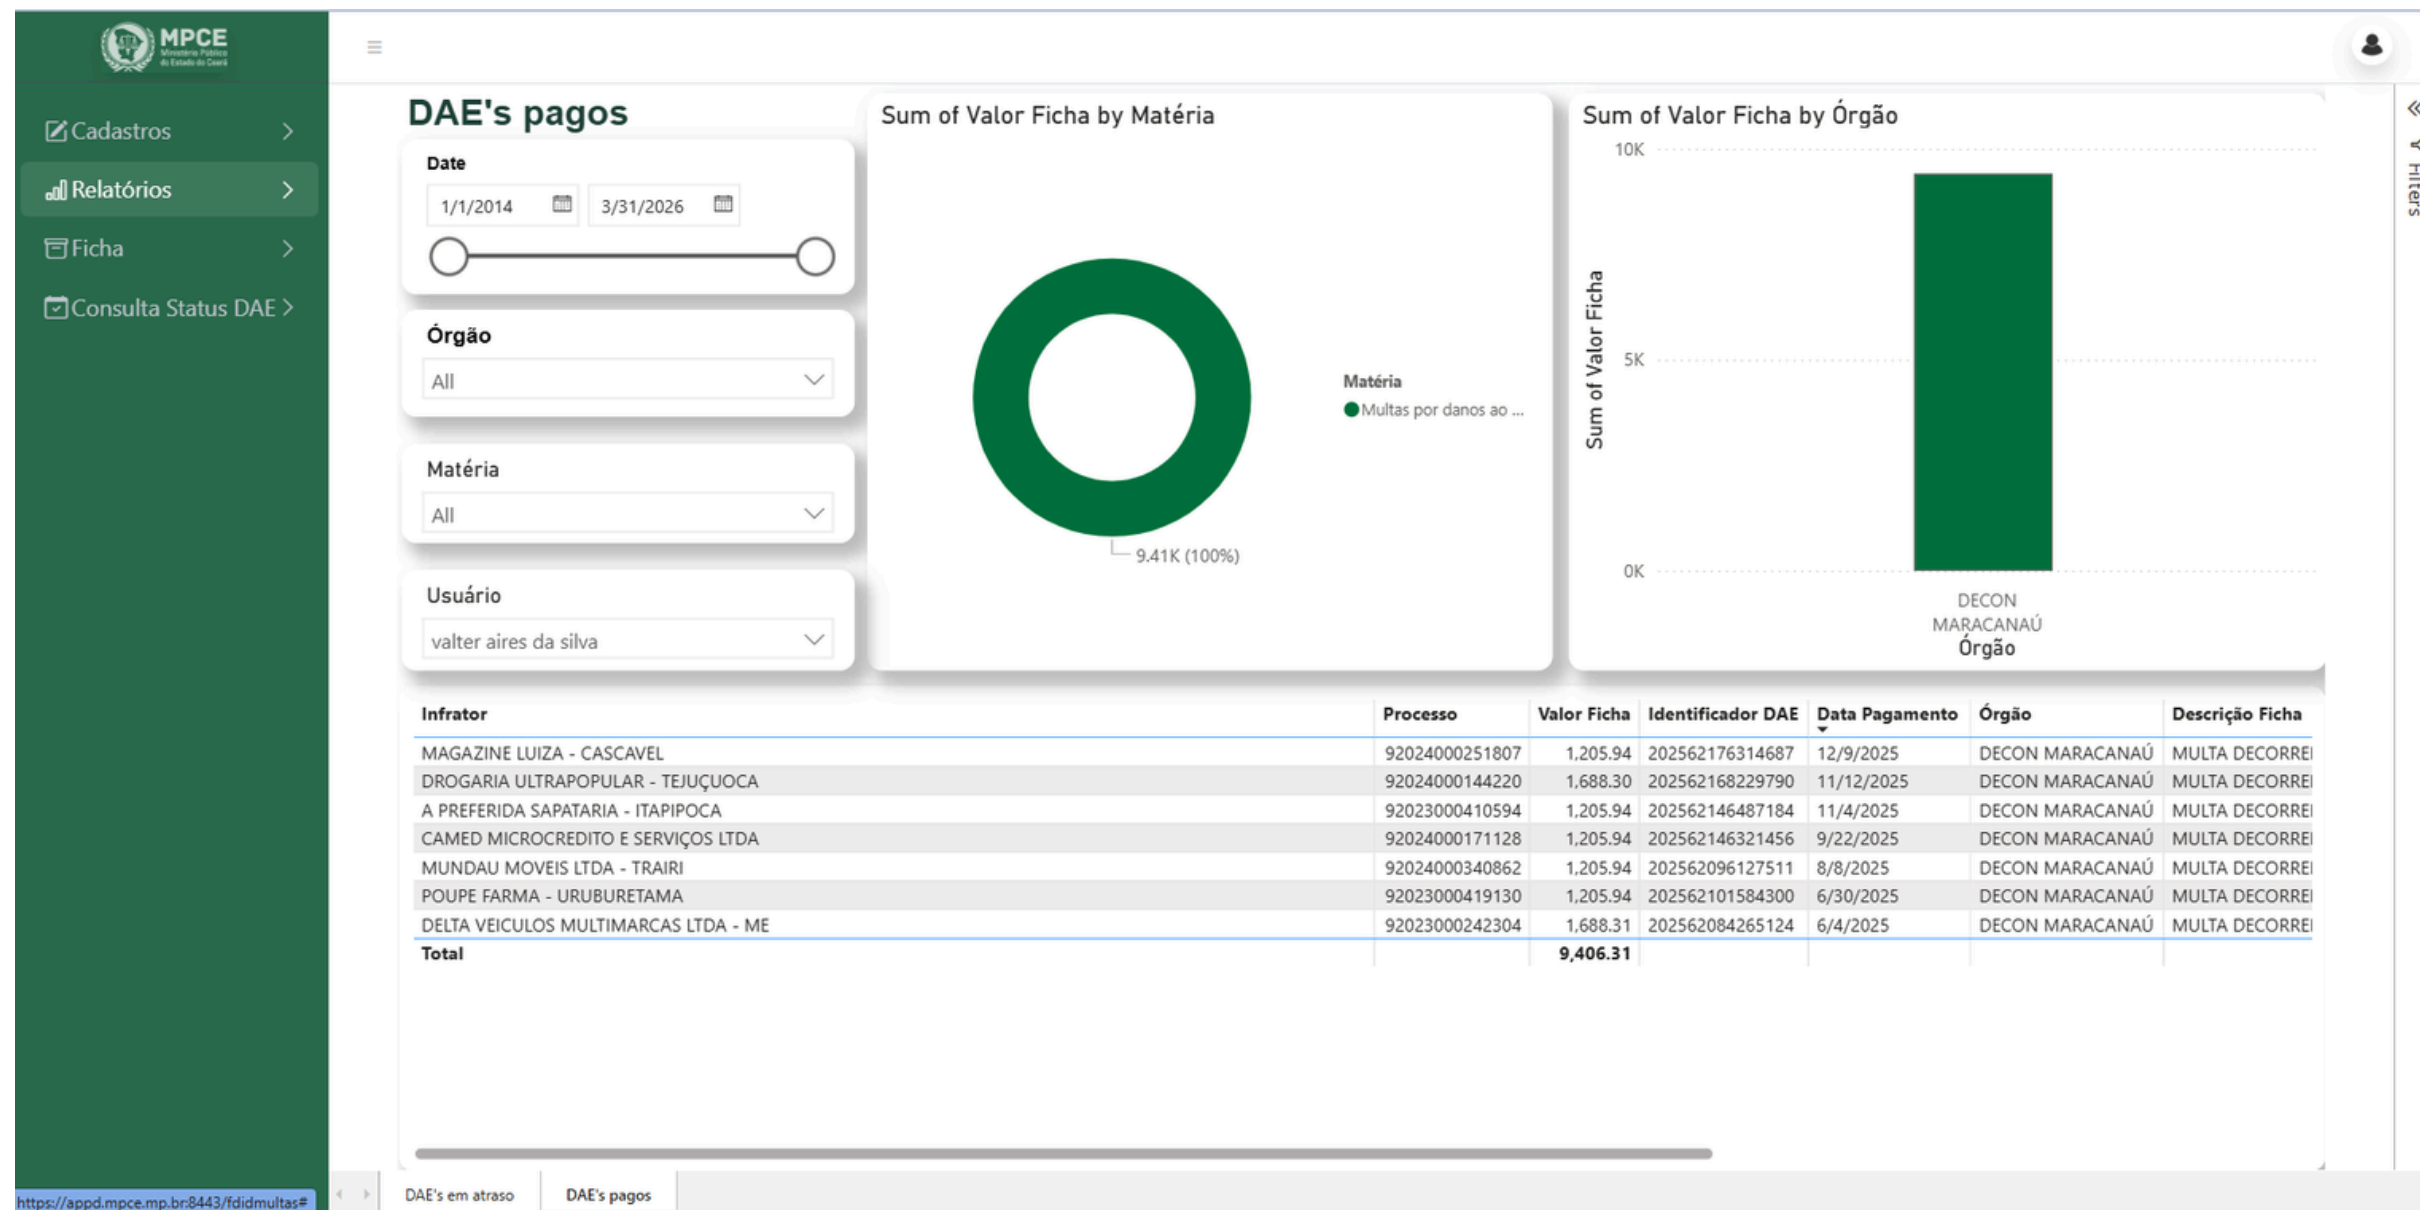 MPCE
Ministério Público
do Estado do Ceará
Cadastros
Relatórios
Ficha
Consulta Status DAE
DAE's pagos
Date
1/1/2014 3/31/2026
Órgão
All
Matéria
All
Usuário
valter aires da silva
Sum of Valor Ficha by Matéria
Matéria
Multas por danos ao ...
9.41K (100%)
Sum of Valor Ficha by Órgão
10K
5K
0K
Sum of Valor Ficha
DECON
MARACANAÚ
Órgão
Filters
Infrator Processo Valor Ficha Identificador DAE Data Pagamento Órgão Descrição Ficha
MAGAZINE LUIZA - CASCAVEL 92024000251807 1,205.94 202562176314687 12/9/2025 DECON MARACANAÚ MULTA DECORREI
DROGARIA ULTRAPOPULAR - TEJUÇUOCA 92024000144220 1,688.30 202562168229790 11/12/2025 DECON MARACANAÚ MULTA DECORREI
A PREFERIDA SAPATARIA - ITAPIPOCA 92023000410594 1,205.94 202562146487184 11/4/2025 DECON MARACANAÚ MULTA DECORREI
CAMED MICROCREDITO E SERVIÇOS LTDA 92024000171128 1,205.94 202562146321456 9/22/2025 DECON MARACANAÚ MULTA DECORREI
MUNDAU MOVEIS LTDA - TRAIRI 92024000340862 1,205.94 202562096127511 8/8/2025 DECON MARACANAÚ MULTA DECORREI
POUPE FARMA - URUBURETAMA 92023000419130 1,205.94 202562101584300 6/30/2025 DECON MARACANAÚ MULTA DECORREI
DELTA VEICULOS MULTIMARCAS LTDA - ME 92023000242304 1,688.31 202562084265124 6/4/2025 DECON MARACANAÚ MULTA DECORREI
Total 9,406.31
DAE's em atraso DAE's pagos
https://appd.mpce.mp.br:8443/fdidmultas#